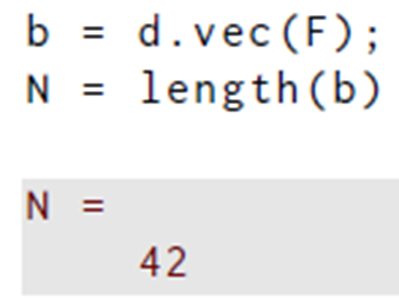 b = d.vec(F);
N = length(b)
N =
42